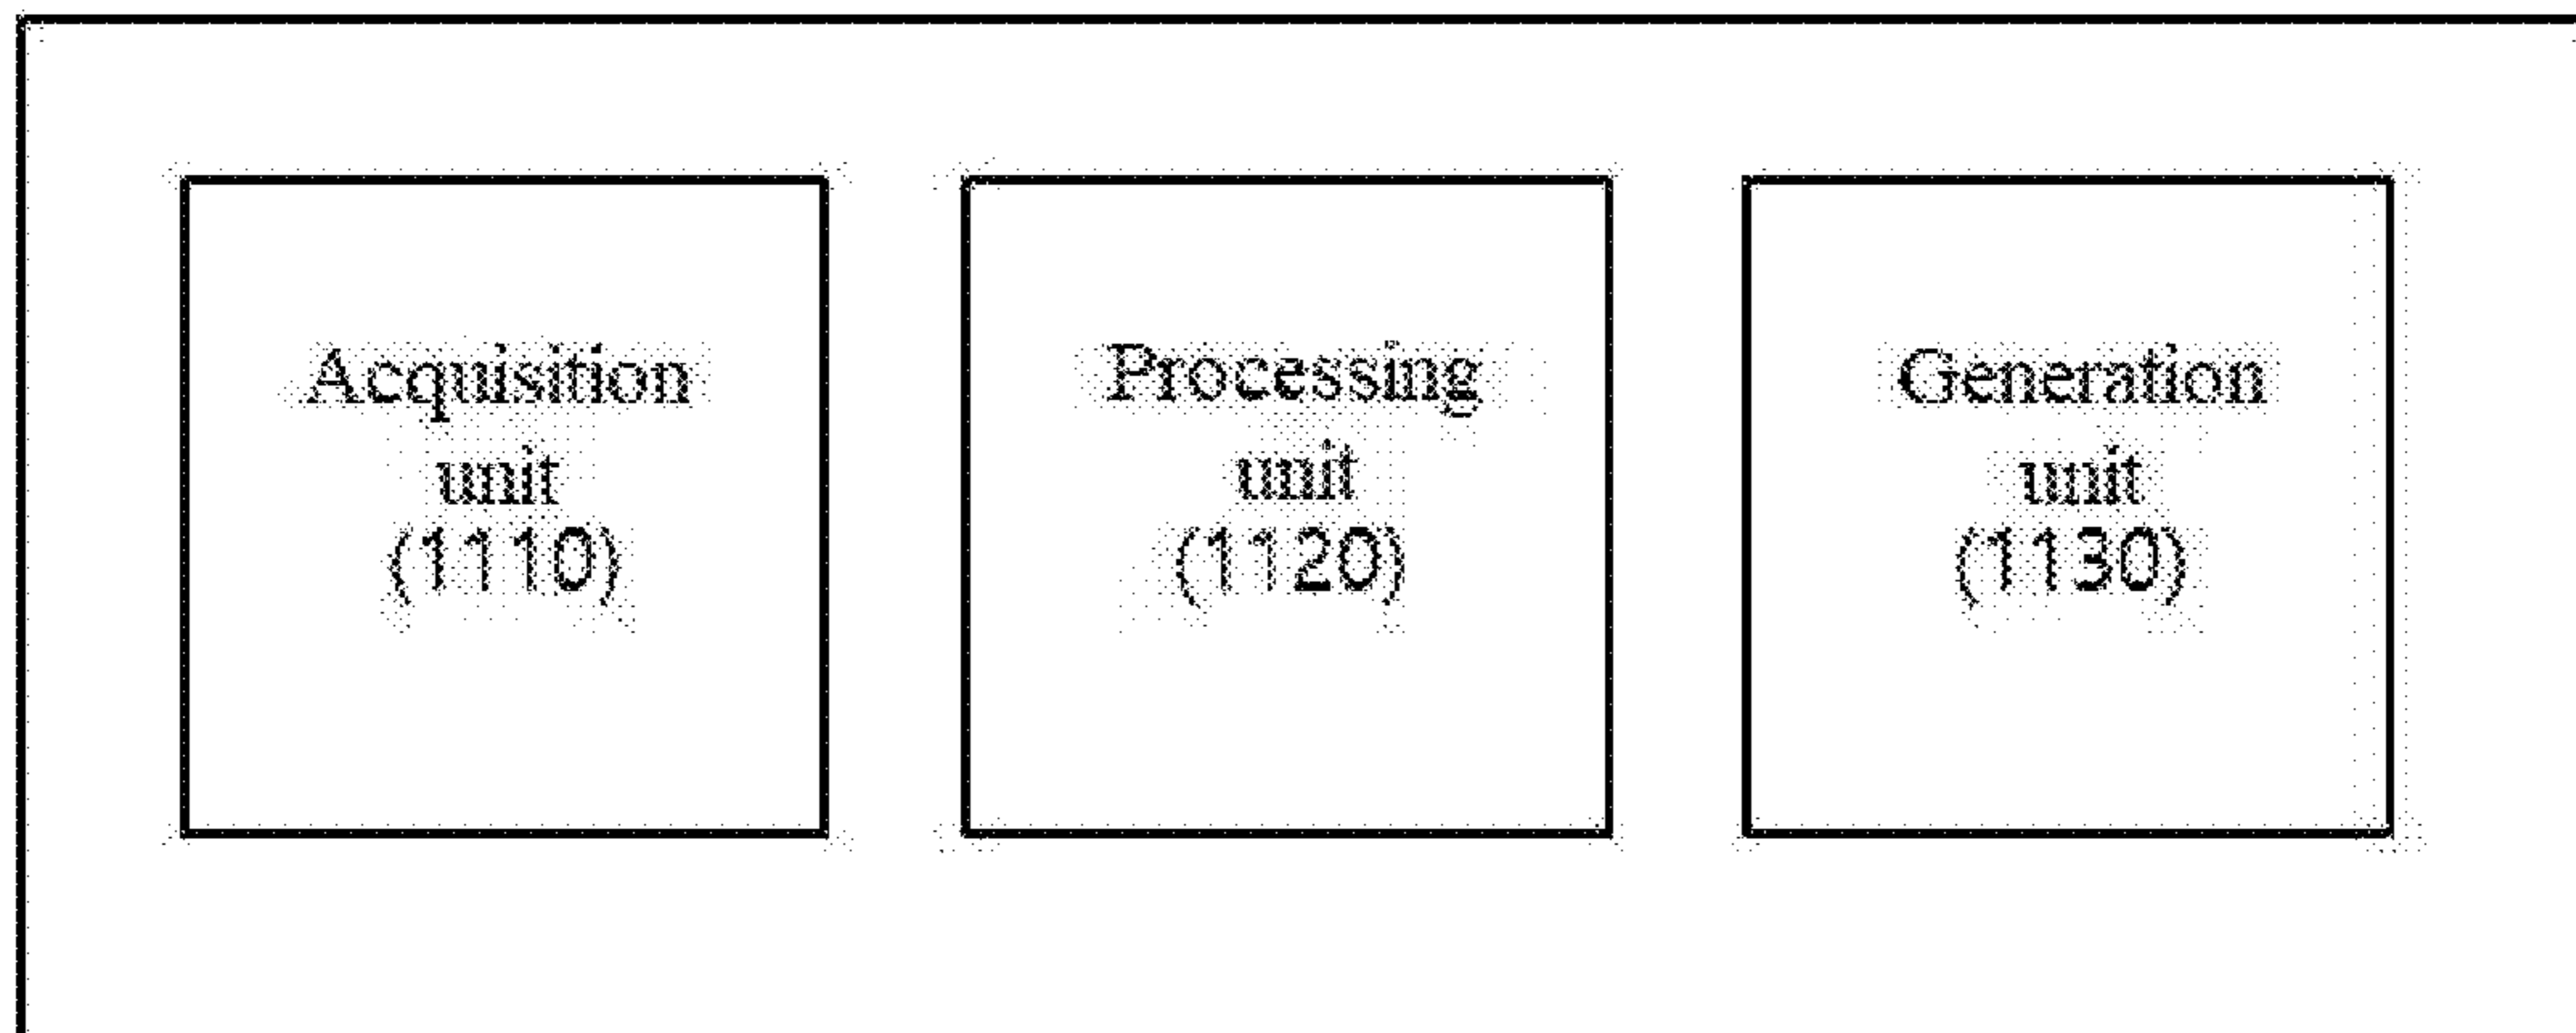 Acquisition
unit
(1110)
Processing
unit
(1120)
Generation
unit
(1130)